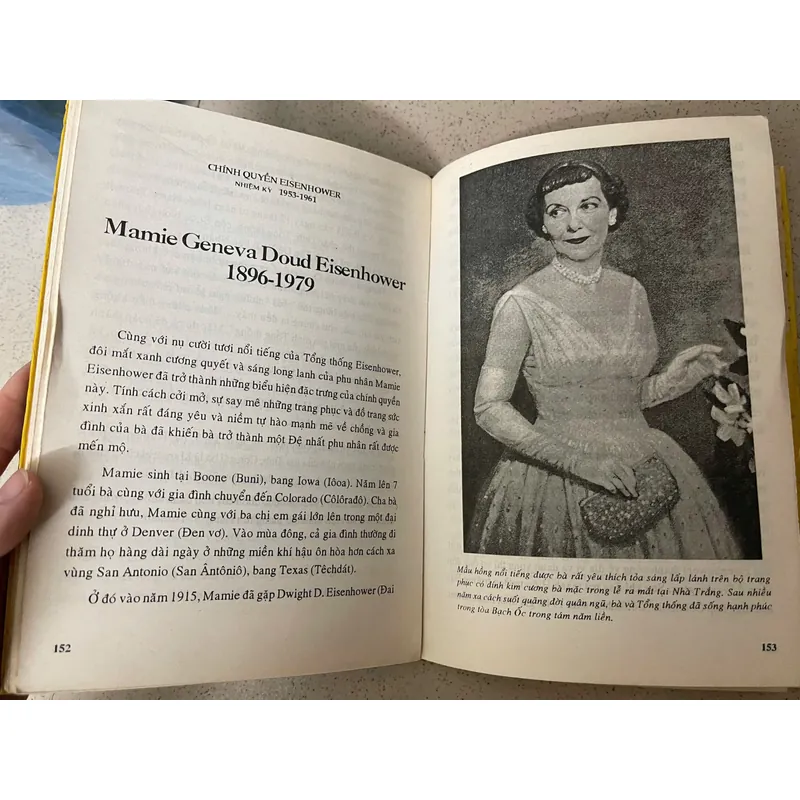 CHÍNH QUYỀN EISENHOWER
NHIỆM KỲ 1953-1961
Mamie Geneva Doud Eisenhower
1896-1979
Cùng với nụ cười tươi nổi tiếng của Tổng thống Eisenhower,
đôi mắt xanh cương quyết và sáng long lanh của phu nhân Mamie
Eisenhower đã trở thành những biểu hiện đặc trưng của chính quyền
này. Tính cách cởi mở, sự say mê những trang phục và đồ trang sức
xinh xắn rất đáng yêu và niềm tự hào mạnh mẽ về chồng và gia
đình của bà đã khiến bà trở thành một Đệ nhất phu nhân rất được
mến mộ.
Mamie sinh tại Boone (Buni), bang Iowa (Iôoa). Năm lên 7
tuổi bà cùng với gia đình chuyển đến Colorado (Côlôrađô). Cha bà
đã nghỉ hưu, Mamie cùng với ba chị em gái lớn lên trong một đại
dinh thự ở Denver (Đen vơ). Vào mùa đông, cả gia đình thường đi
thăm họ hàng dài ngày ở những miền khí hậu ôn hòa hơn cách xa
vùng San Antonio (San Ântôniô), bang Texas (Têchdát).
Ở đó vào năm 1915, Mamie đã gặp Dwight D. Eisenhower (Đai
152
Mầu hồng nổi tiếng được bà rất yêu thích tỏa sáng lấp lánh trên bộ trang
phục có đính kim cương bà mặc trong lễ ra mắt tại Nhà Trắng. Sau nhiều
năm xa cách suốt quãng đời quân ngũ, bà và Tổng thống đã sống hạnh phúc
trong tòa Bạch Ốc trong tám năm liền.
153